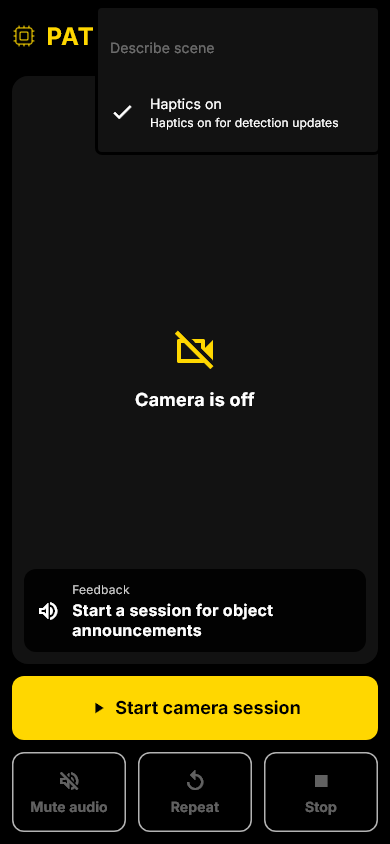 PAT
Describe scene
Haptics on
Haptics on for detection updates
Camera is off
Feedback
Start a session for object
announcements
Start camera session
Mute audio
Repeat
Stop